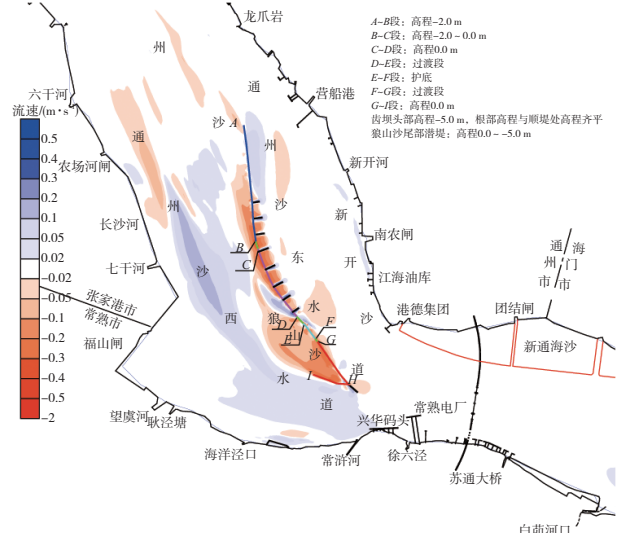 龙爪岩
A-B段：高程-2.0 m
B-C段：高程-2.0－0.0 m
C-D段：高程0.0 m
D-E段：过渡段
E-F段：护底
F-G段：过渡段
G-I段：高程0.0 m
齿坝头部高程-5.0 m，根部高程与顺堤处高程齐平
狼山沙尾部潜堤：高程0.0－-5.0 m
州
通
六干河
营船港
流速/(m·s⁻¹)
0.5
0.4
0.3
0.2
0.1
0.05
0.02
-0.02
-0.05
-0.1
-0.2
-0.3
-0.4
-0.5
-2
通
州
沙
沙 A
州
沙
农场河闸
新开河
长沙河
新
开
沙
南农闸
七干河
B
C
东
水
道
江海油库
通州市
海门市
张家港市
常熟市
西
水
道
狼
山
沙
D
E
F
G
H
I
港德集团
团结闸
新通海沙
福山闸
望虞河
耿泾塘
海洋泾口
常浒河
兴华码头
常熟电厂
徐六泾
苏通大桥
白茆河口